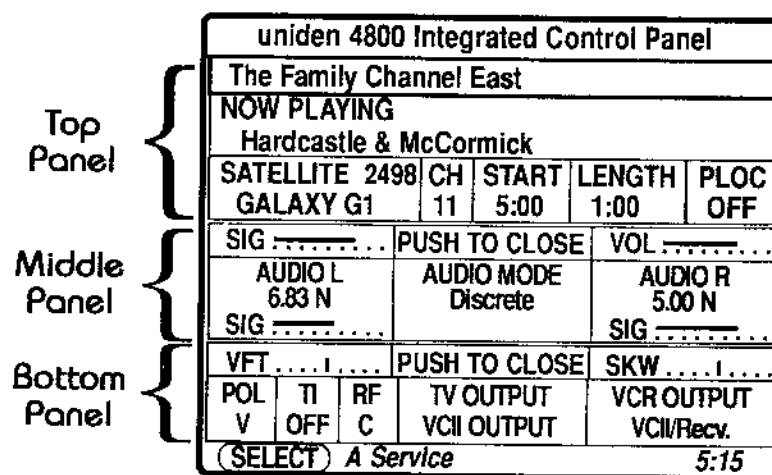 uniden 4800 Integrated Control Panel
The Family Channel East
NOW PLAYING
Hardcastle & McCormick
Top Panel
SATELLITE 2498 CH START LENGTH PLOC
GALAXY G1 11 5:00 1:00 OFF
SIG PUSH TO CLOSE VOL
Middle Panel
AUDIO L AUDIO MODE AUDIO R
6.83 N Discrete 5.00 N
SIG SIG
VFT PUSH TO CLOSE SKW
Bottom Panel
POL TI RF TV OUTPUT VCR OUTPUT
V OFF C VCII OUTPUT VCII/Recv.
SELECT A Service 5:15